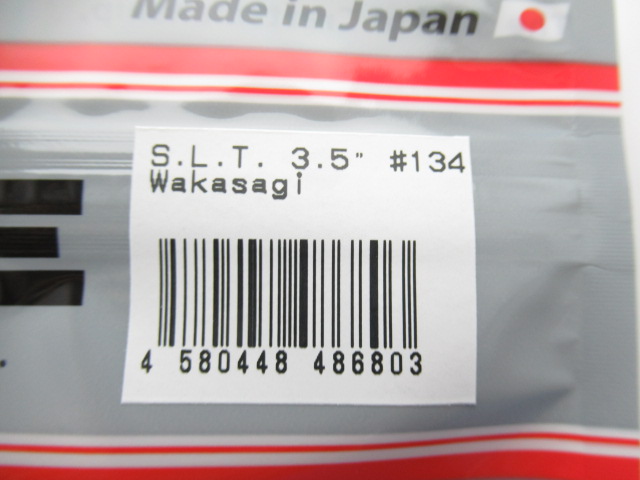 Made in Japan
S.L.T. 3.5" #134
Wakasagi
4 580448 486803